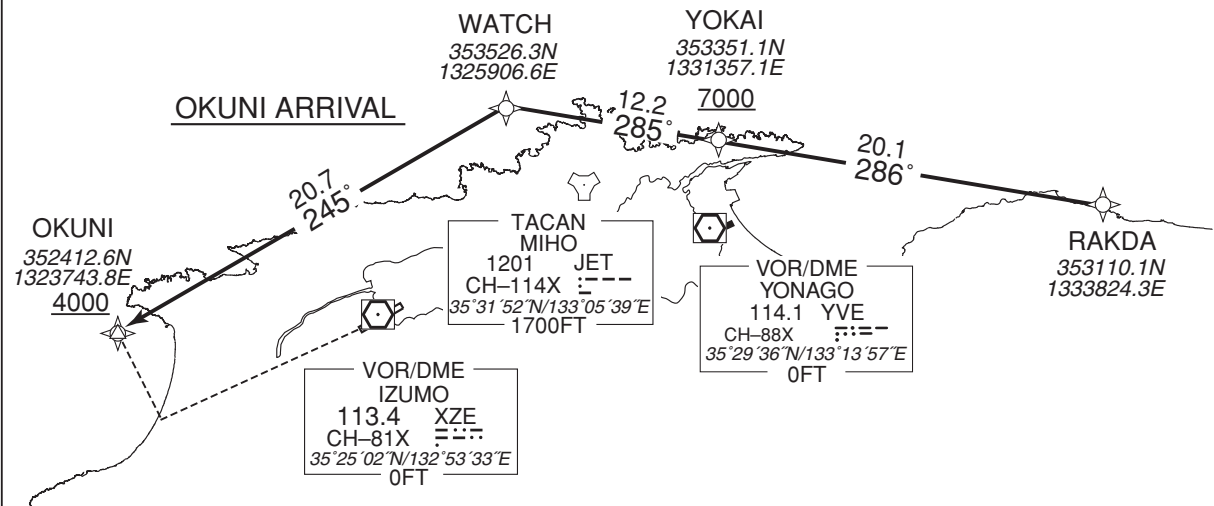 WATCH
353526.3N
1325906.6E
YOKAI
353351.1N
1331357.1E
7000
OKUNI ARRIVAL
12.2
285°
20.1
286°
20.7
245°
OKUNI
352412.6N
1323743.8E
4000
RAKDA
353110.1N
1333824.3E
TACAN
MIHO
1201 JET
CH–114X
35°31´52˝N/133°05´39˝E
1700FT
VOR/DME
YONAGO
114.1 YVE
CH–88X
35°29´36˝N/133°13´57˝E
0FT
VOR/DME
IZUMO
113.4 XZE
CH–81X
35°25´02˝N/132°53´33˝E
0FT